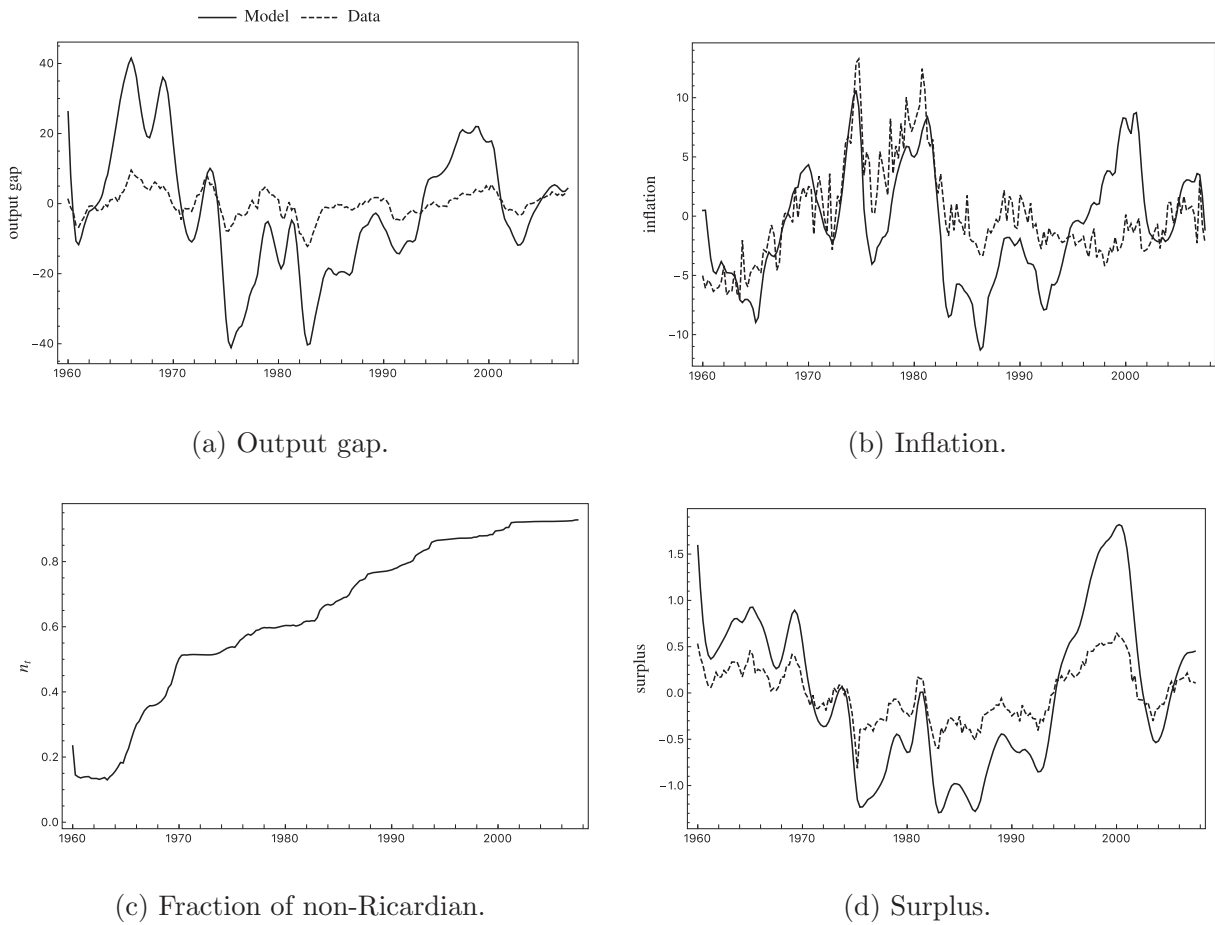 Model Data
output gap
40
20
0
−20
−40
1960 1970 1980 1990 2000
(a) Output gap.
inflation
10
5
0
−5
−10
1960 1970 1980 1990 2000
(b) Inflation.
n_t
0.8
0.6
0.4
0.2
0.0
1960 1970 1980 1990 2000
(c) Fraction of non-Ricardian.
surplus
1.5
1.0
0.5
0.0
−0.5
−1.0
1960 1970 1980 1990 2000
(d) Surplus.